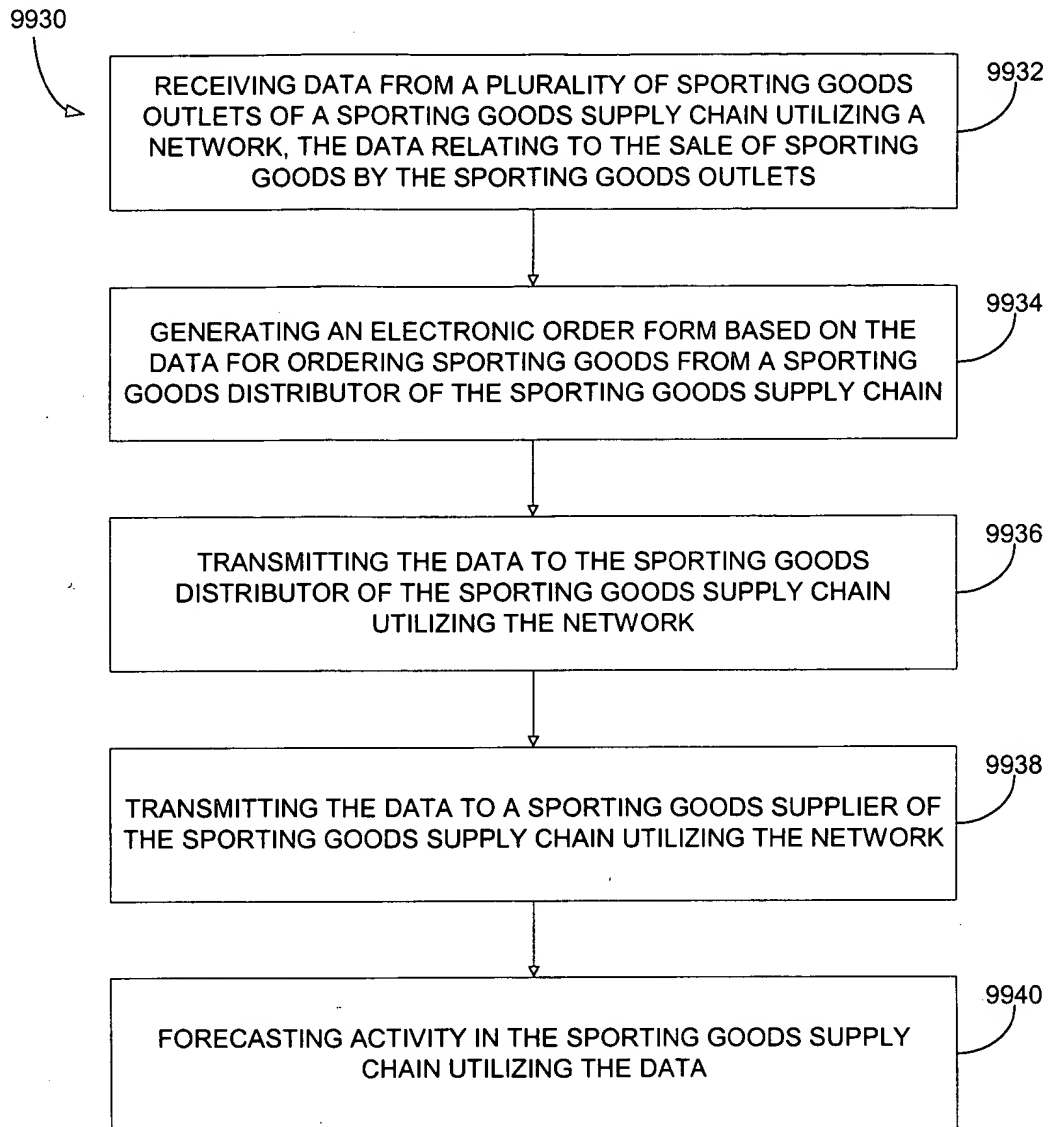 9930
RECEIVING DATA FROM A PLURALITY OF SPORTING GOODS
OUTLETS OF A SPORTING GOODS SUPPLY CHAIN UTILIZING A
NETWORK, THE DATA RELATING TO THE SALE OF SPORTING
GOODS BY THE SPORTING GOODS OUTLETS
9932
GENERATING AN ELECTRONIC ORDER FORM BASED ON THE
DATA FOR ORDERING SPORTING GOODS FROM A SPORTING
GOODS DISTRIBUTOR OF THE SPORTING GOODS SUPPLY CHAIN
9934
TRANSMITTING THE DATA TO THE SPORTING GOODS
DISTRIBUTOR OF THE SPORTING GOODS SUPPLY CHAIN
UTILIZING THE NETWORK
9936
TRANSMITTING THE DATA TO A SPORTING GOODS SUPPLIER OF
THE SPORTING GOODS SUPPLY CHAIN UTILIZING THE NETWORK
9938
FORECASTING ACTIVITY IN THE SPORTING GOODS SUPPLY
CHAIN UTILIZING THE DATA
9940